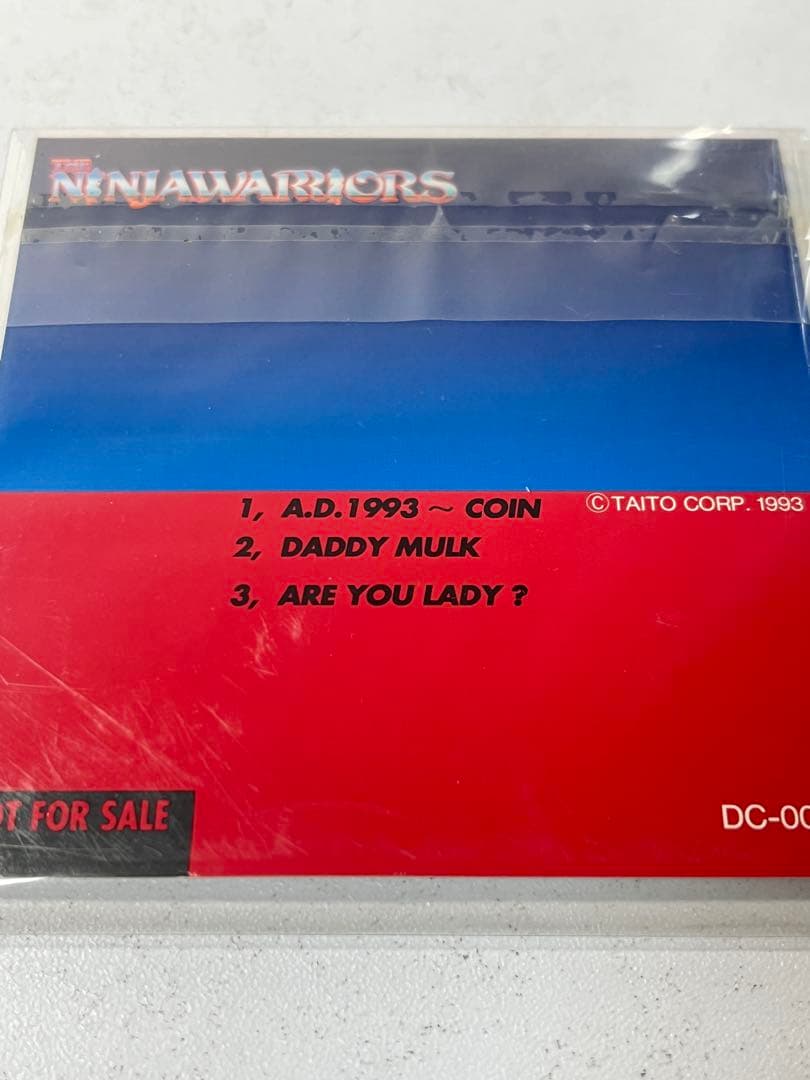 THE
NINJAWARRIORS
1, A.D.1993 ~ COIN
©TAITO CORP. 1993
2, DADDY MULK
3, ARE YOU LADY ?
OT FOR SALE
DC-00